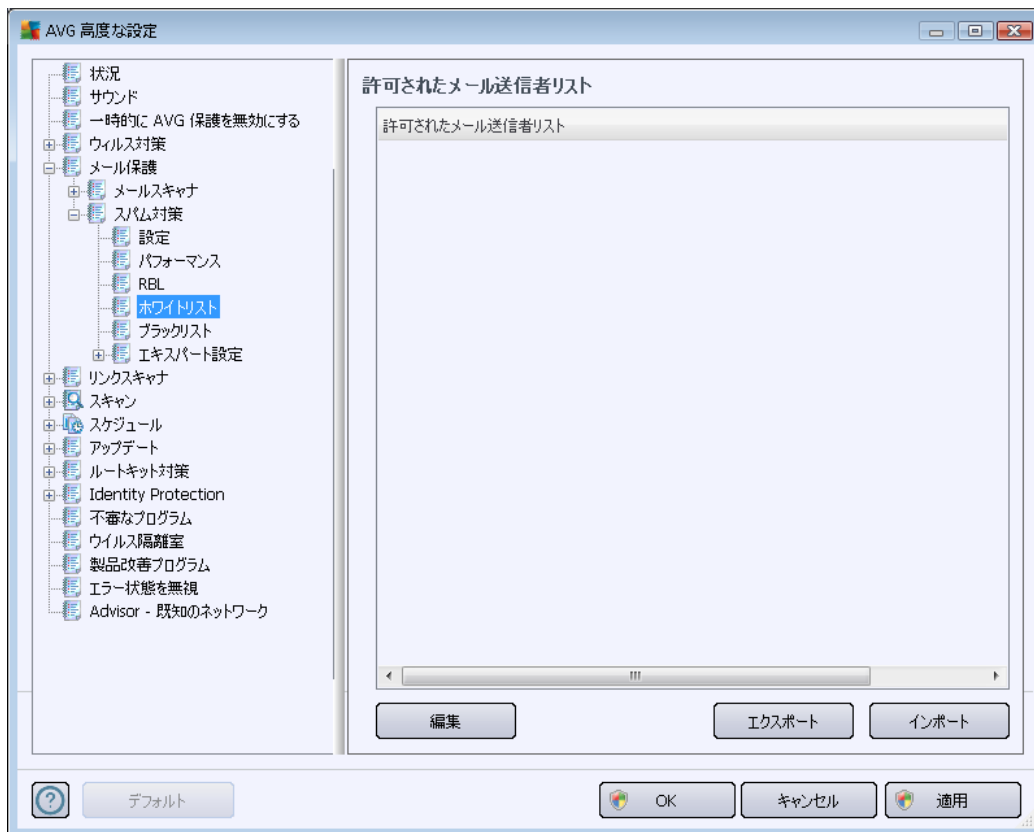 AVG 高度な設定
状況
サウンド
一時的に AVG 保護を無効にする
ウィルス対策
メール保護
メールスキャナ
スパム対策
設定
パフォーマンス
RBL
ホワイトリスト
ブラックリスト
エキスパート設定
リンクスキャナ
スキャン
スケジュール
アップデート
ルートキット対策
Identity Protection
不審なプログラム
ウイルス隔離室
製品改善プログラム
エラー状態を無視
Advisor - 既知のネットワーク
許可されたメール送信者リスト
許可されたメール送信者リスト
編集
エクスポート
インポート
デフォルト
OK
キャンセル
適用